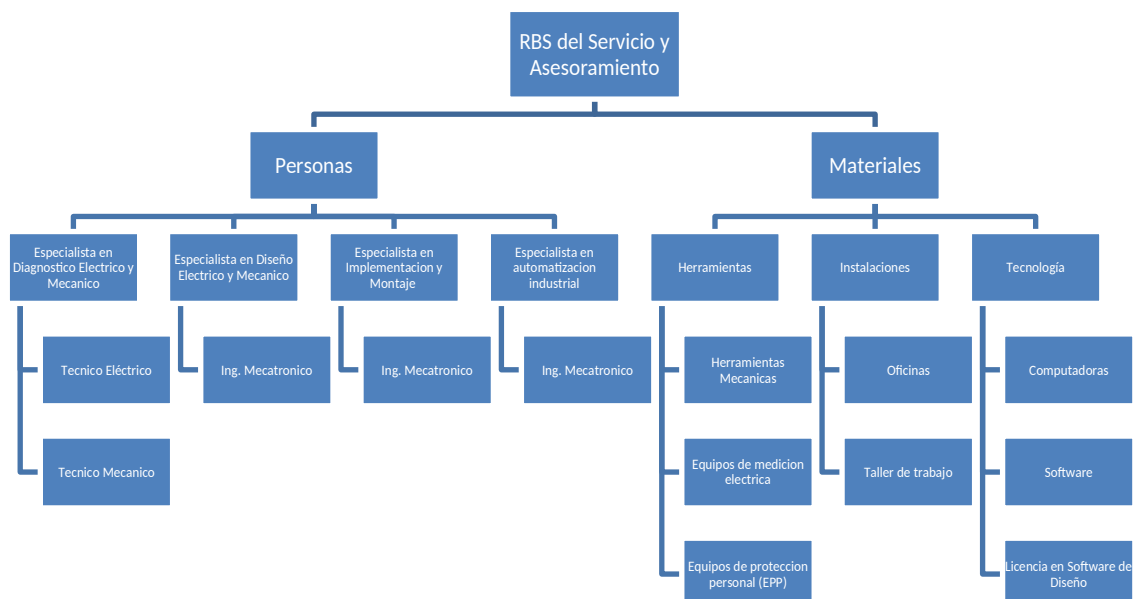 RBS del Servicio y
Asesoramiento
Personas
Materiales
Especialista en
Diagnostico Electrico y
Mecanico
Especialista en Diseño
Electrico y Mecanico
Especialista en
Implementacion y
Montaje
Especialista en
automatizacion
industrial
Herramientas
Instalaciones
Tecnología
Tecnico Eléctrico
Ing. Mecatronico
Ing. Mecatronico
Ing. Mecatronico
Herramientas
Mecanicas
Oficinas
Computadoras
Tecnico Mecanico
Equipos de medicion
electrica
Taller de trabajo
Software
Equipos de proteccion
personal (EPP)
Licencia en Software de
Diseño